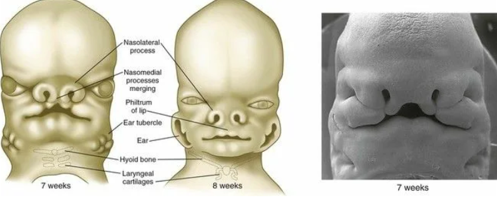 Nasolateral
process
Nasomedial
processes
merging
Philtrum
of lip
Ear tubercle
Ear
Hyoid bone
Laryngeal
cartilages
7 weeks
8 weeks
7 weeks